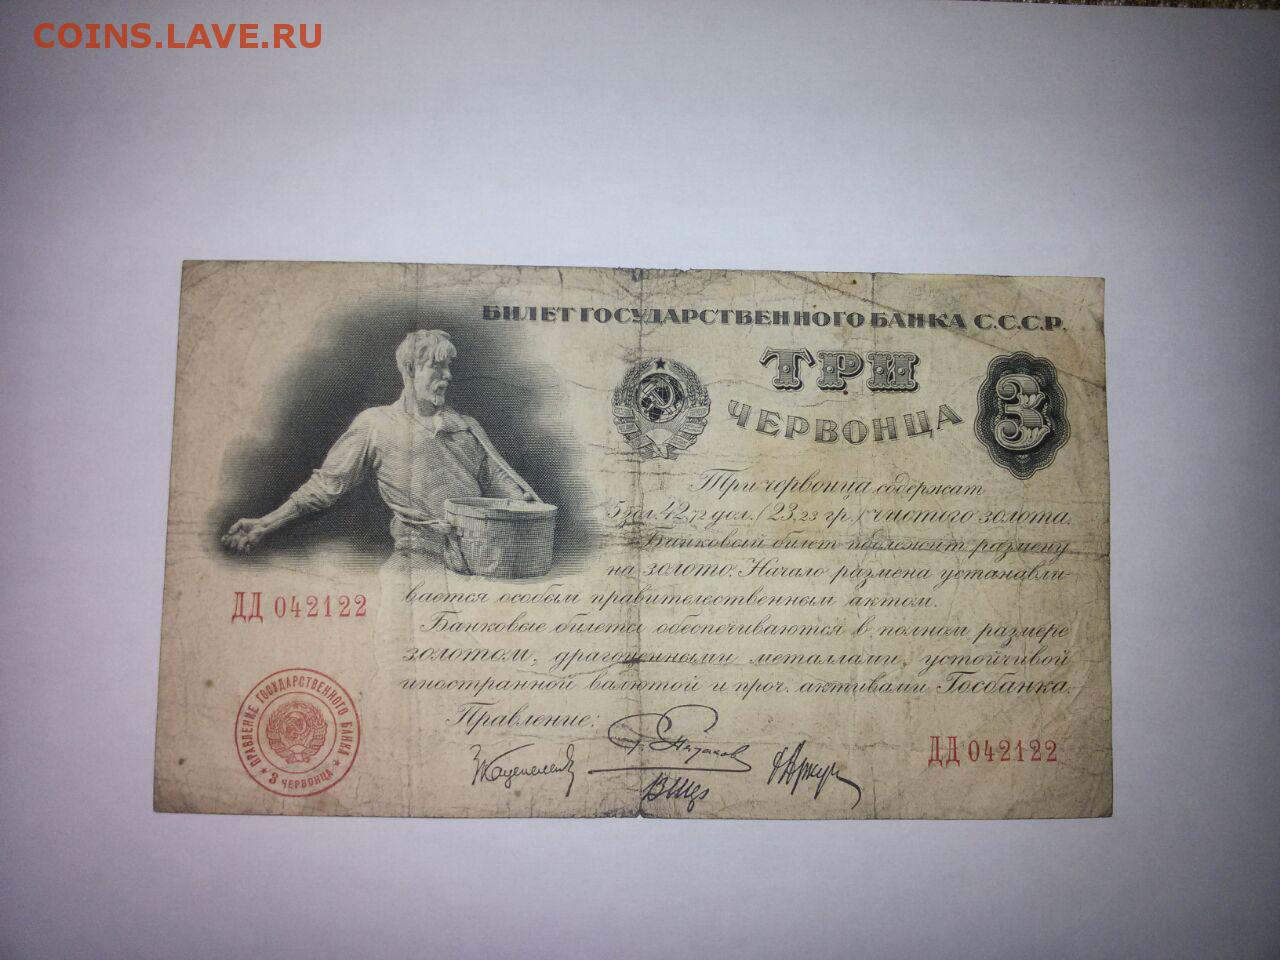 COINS.LAVE.RU
БИЛЕТ ГОСУДАРСТВЕННОГО БАНКА С.С.С.Р.
ТРИ
ЧЕРВОНЦА
3
Три червонца содержат
5 зол. 42,72 дол. (23,23 гр.) чистого золота.
Банковый билет подлежит размену
на золото. Начало размена устанавли-
вается особым правительственным актом.
Банковые билеты обеспечиваются в полном размере
золотом, драгоценными металлами, устойчивой
иностранной валютой и проч. активами Госбанка.
ДД 042122
Правление:
ПРАВЛЕНИЕ ГОСУДАРСТВЕННОГО БАНКА
3 ЧЕРВОНЦА
ДД 042122